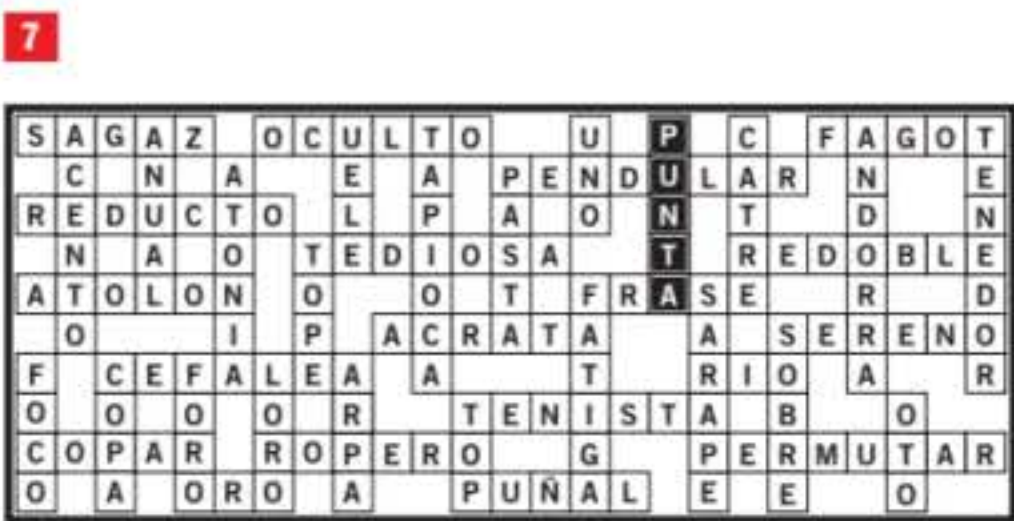 7
S A G A Z O C U L T O U P C F A G O T
C N A E A P E N D U L A R N E
R E D U C T O L P A O N T D N
N A O T E D I O S A T R E D O B L E
A T O L O N O O T F R A S E R D
O I P A C R A T A A S E R E N O
F C E F A L E A A T R I O A R
O O O O R T E N I S T A B O
C O P A R R O P E R O G P E R M U T A R
O A O R O A P U Ñ A L E E O